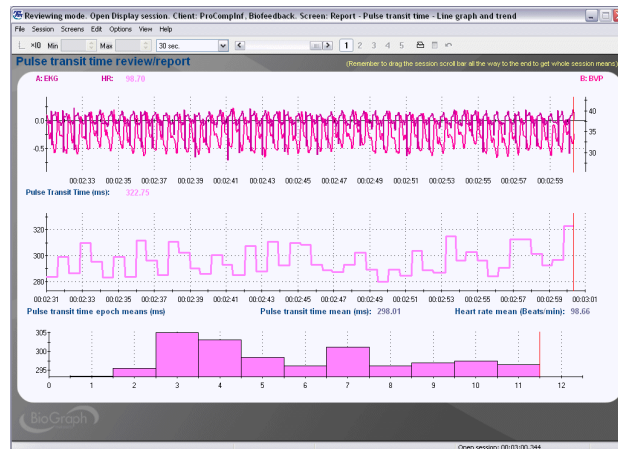 Reviewing mode. Open Display session. Client: ProCompInf, Biofeedback. Screen: Report - Pulse transit time - Line graph and trend
File Session Screens Edit Options View Help
×10 Min Max 30 sec. 1 2 3 4 5
Pulse transit time review/report (Remember to drag the session scroll bar all the way to the end to get whole session means)
A: EKG HR: 98.70 B: BVP
40
0.0
35
-0.5
30
00:02:33 00:02:35 00:02:37 00:02:39 00:02:41 00:02:43 00:02:45 00:02:47 00:02:49 00:02:51 00:02:53 00:02:55 00:02:57 00:02:59
Pulse Transit Time (ms): 322.75
320
300
280
00:02:31 00:02:33 00:02:35 00:02:37 00:02:39 00:02:41 00:02:43 00:02:45 00:02:47 00:02:49 00:02:51 00:02:53 00:02:55 00:02:57 00:02:59 00:03:01
Pulse transit time epoch means (ms) Pulse transit time mean (ms): 298.01 Heart rate mean (Beats/min): 98.66
305
300
295
0 1 2 3 4 5 6 7 8 9 10 11 12
BioGraph
Open session: 00:03:00.344